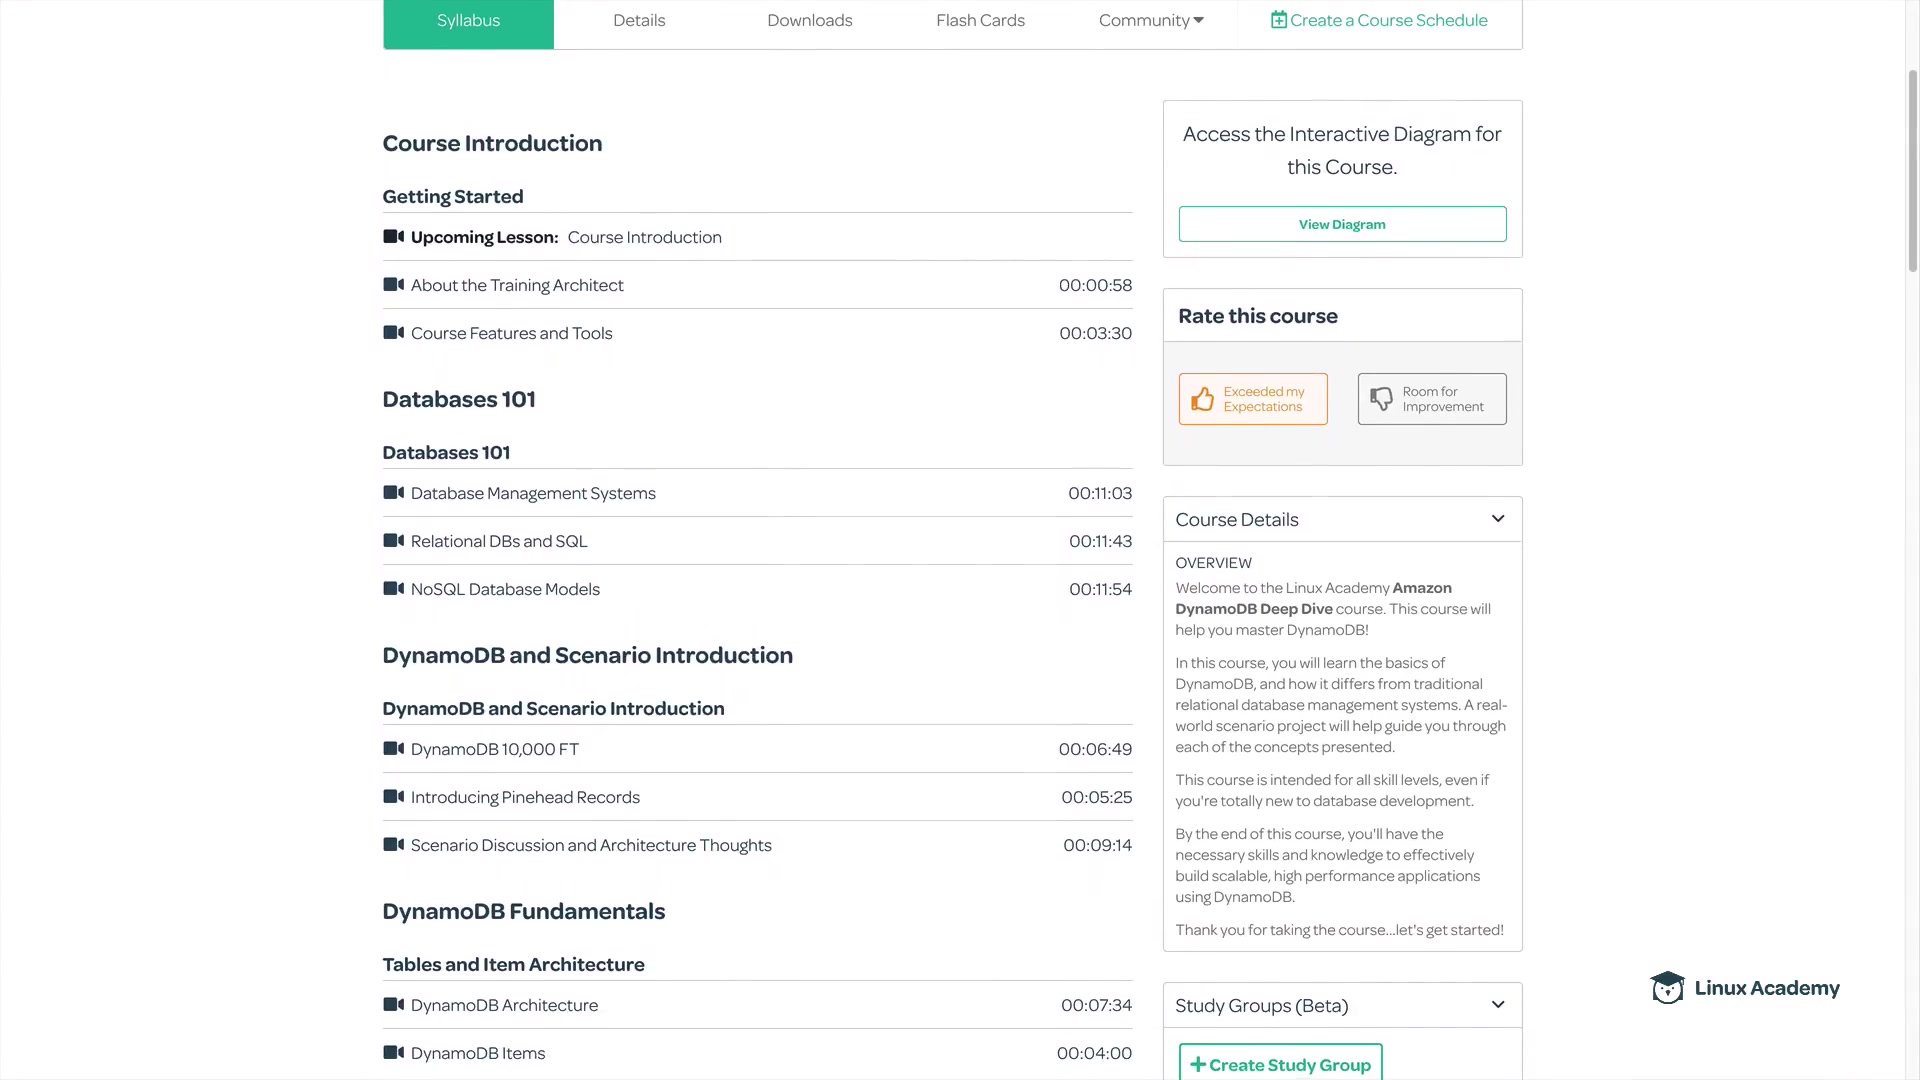 Syllabus
Details
Downloads
Flash Cards
Community
Create a Course Schedule
Course Introduction
Getting Started
Upcoming Lesson: Course Introduction
About the Training Architect 00:00:58
Course Features and Tools 00:03:30
Databases 101
Databases 101
Database Management Systems 00:11:03
Relational DBs and SQL 00:11:43
NoSQL Database Models 00:11:54
DynamoDB and Scenario Introduction
DynamoDB and Scenario Introduction
DynamoDB 10,000 FT 00:06:49
Introducing Pinehead Records 00:05:25
Scenario Discussion and Architecture Thoughts 00:09:14
DynamoDB Fundamentals
Tables and Item Architecture
DynamoDB Architecture 00:07:34
DynamoDB Items 00:04:00
Access the Interactive Diagram for
this Course.
View Diagram
Rate this course
Exceeded my
Expectations
Room for
Improvement
Course Details
OVERVIEW
Welcome to the Linux Academy Amazon
DynamoDB Deep Dive course. This course will
help you master DynamoDB!
In this course, you will learn the basics of
DynamoDB, and how it differs from traditional
relational database management systems. A real-
world scenario project will help guide you through
each of the concepts presented.
This course is intended for all skill levels, even if
you're totally new to database development.
By the end of this course, you'll have the
necessary skills and knowledge to effectively
build scalable, high performance applications
using DynamoDB.
Thank you for taking the course...let's get started!
Study Groups (Beta)
Create Study Group
Linux Academy